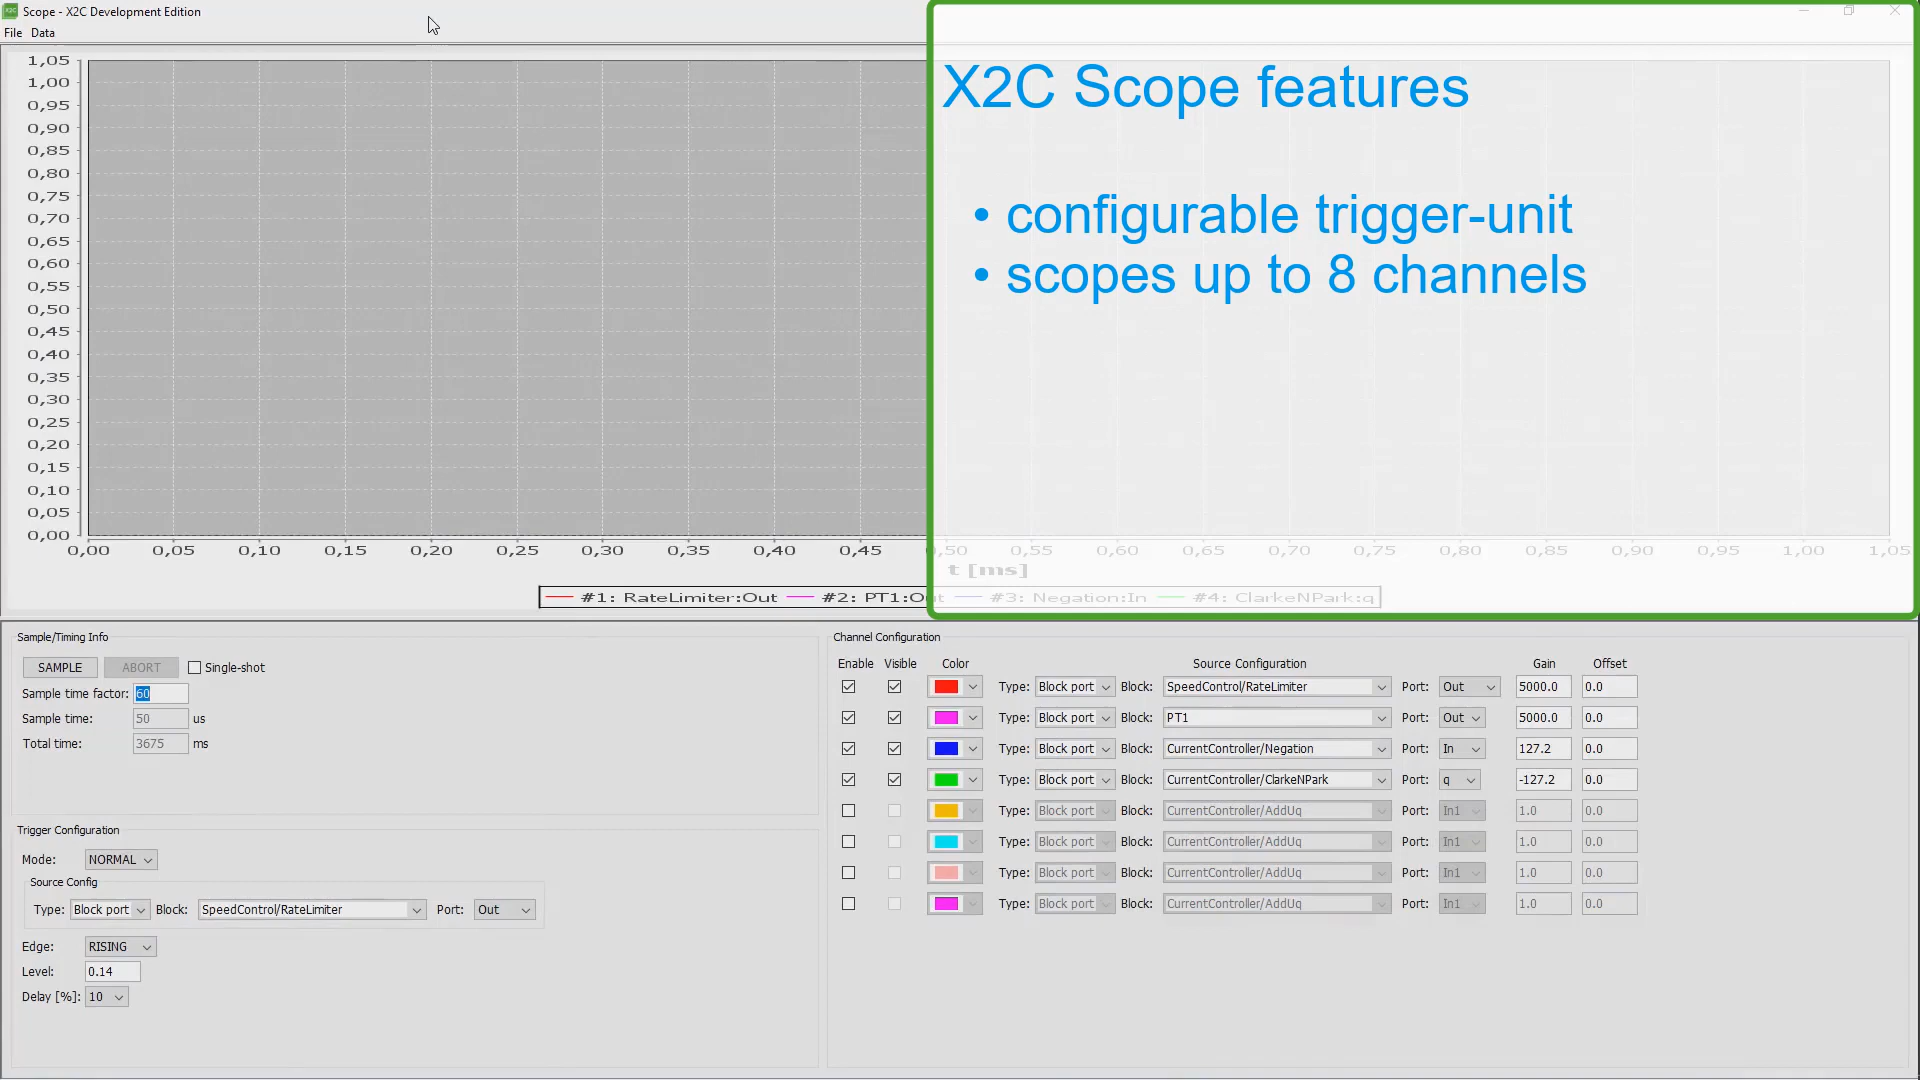 Scope - X2C Development Edition
File Data
X2C Scope features
• configurable trigger-unit
• scopes up to 8 channels
1,05
1,00
0,95
0,90
0,85
0,80
0,75
0,70
0,65
0,60
0,55
0,50
0,45
0,40
0,35
0,30
0,25
0,20
0,15
0,10
0,05
0,00
0,00 0,05 0,10 0,15 0,20 0,25 0,30 0,35 0,40 0,45 0,50 0,55 0,60 0,65 0,70 0,75 0,80 0,85 0,90 0,95 1,00 1,05
t [ms]
#1: RateLimiter:Out #2: PT1:Out #3: Negation:In #4: ClarkeNPark:q
Sample/Timing Info
SAMPLE ABORT Single-shot
Sample time factor: 60
Sample time: 50 us
Total time: 3675 ms
Trigger Configuration
Mode: NORMAL
Source Config
Type: Block port Block: SpeedControl/RateLimiter Port: Out
Edge: RISING
Level: 0.14
Delay [%]: 10
Channel Configuration
Enable Visible Color Source Configuration Gain Offset
Type: Block port Block: SpeedControl/RateLimiter Port: Out 5000.0 0.0
Type: Block port Block: PT1 Port: Out 5000.0 0.0
Type: Block port Block: CurrentController/Negation Port: In 127.2 0.0
Type: Block port Block: CurrentController/ClarkeNPark Port: q -127.2 0.0
Type: Block port Block: CurrentController/AddUq Port: In1 1.0 0.0
Type: Block port Block: CurrentController/AddUq Port: In1 1.0 0.0
Type: Block port Block: CurrentController/AddUq Port: In1 1.0 0.0
Type: Block port Block: CurrentController/AddUq Port: In1 1.0 0.0